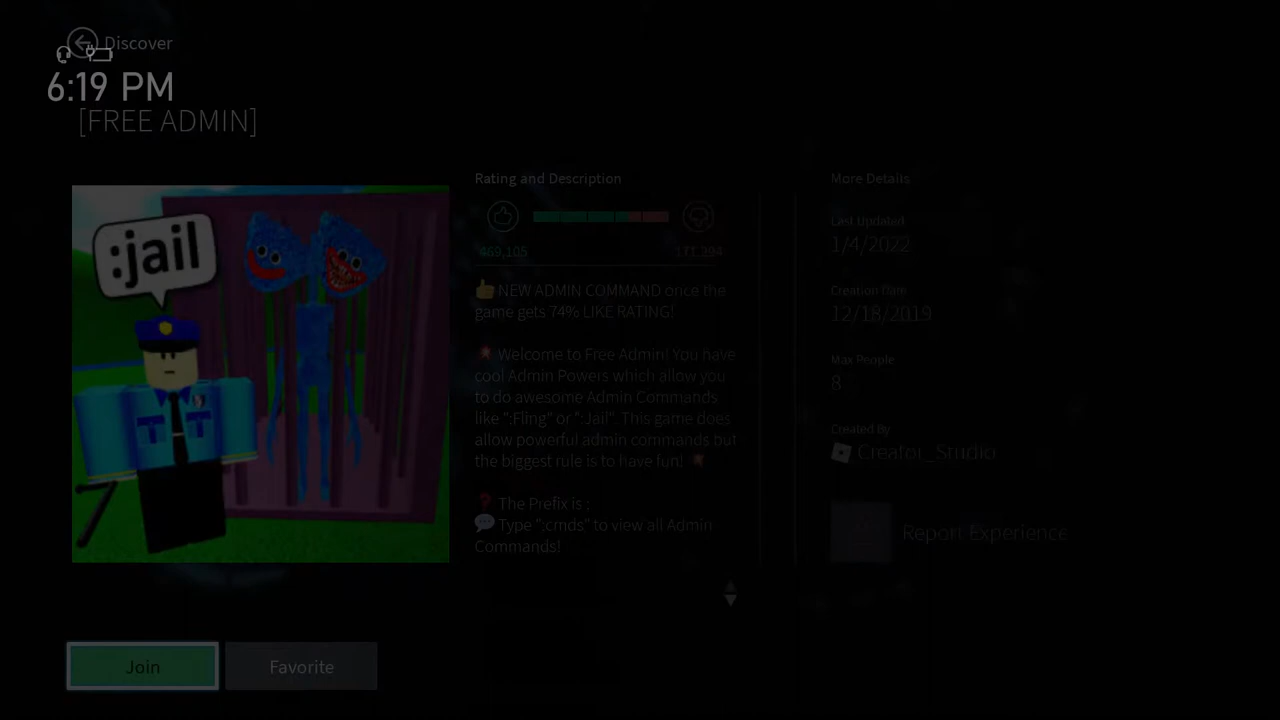 Discover
6:19 PM
[FREE ADMIN]
:jail
Rating and Description
469,105
171,294
👍 NEW ADMIN COMMAND once the
game gets 74% LIKE RATING!
💥 Welcome to Free Admin! You have
cool Admin Powers which allow you
to do awesome Admin Commands
like ":Fling" or ":Jail". This game does
allow powerful admin commands but
the biggest rule is to have fun! 💥
❓ The Prefix is :
💬 Type ":cmds" to view all Admin
Commands!
More Details
Last Updated
1/4/2022
Creation Date
12/18/2019
Max People
8
Created By
Creator_Studio
Report Experience
Join
Favorite